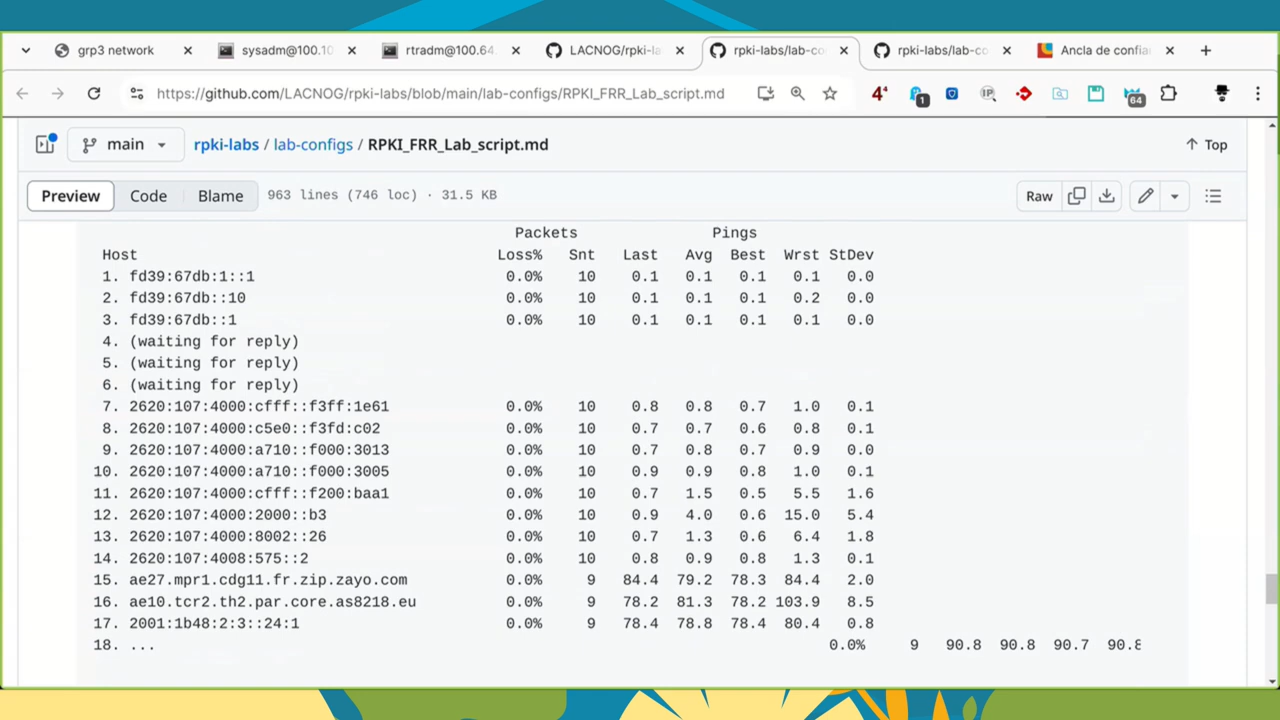 grp3 network
sysadm@100.10
rtradm@100.64
LACNOG/rpki-la
rpki-labs/lab-co
rpki-labs/lab-co
Ancla de confia
https://github.com/LACNOG/rpki-labs/blob/main/lab-configs/RPKI_FRR_Lab_script.md
main
rpki-labs / lab-configs / RPKI_FRR_Lab_script.md
Top
Preview Code Blame 963 lines (746 loc) · 31.5 KB Raw
Packets Pings
Host Loss% Snt Last Avg Best Wrst StDev
1. fd39:67db:1::1 0.0% 10 0.1 0.1 0.1 0.1 0.0
2. fd39:67db::10 0.0% 10 0.1 0.1 0.1 0.2 0.0
3. fd39:67db::1 0.0% 10 0.1 0.1 0.1 0.1 0.0
4. (waiting for reply)
5. (waiting for reply)
6. (waiting for reply)
7. 2620:107:4000:cfff::f3ff:1e61 0.0% 10 0.8 0.8 0.7 1.0 0.1
8. 2620:107:4000:c5e0::f3fd:c02 0.0% 10 0.7 0.7 0.6 0.8 0.1
9. 2620:107:4000:a710::f000:3013 0.0% 10 0.7 0.8 0.7 0.9 0.0
10. 2620:107:4000:a710::f000:3005 0.0% 10 0.9 0.9 0.8 1.0 0.1
11. 2620:107:4000:cfff::f200:baa1 0.0% 10 0.7 1.5 0.5 5.5 1.6
12. 2620:107:4000:2000::b3 0.0% 10 0.9 4.0 0.6 15.0 5.4
13. 2620:107:4000:8002::26 0.0% 10 0.7 1.3 0.6 6.4 1.8
14. 2620:107:4008:575::2 0.0% 10 0.8 0.9 0.8 1.3 0.1
15. ae27.mpr1.cdg11.fr.zip.zayo.com 0.0% 9 84.4 79.2 78.3 84.4 2.0
16. ae10.tcr2.th2.par.core.as8218.eu 0.0% 9 78.2 81.3 78.2 103.9 8.5
17. 2001:1b48:2:3::24:1 0.0% 9 78.4 78.8 78.4 80.4 0.8
18. ... 0.0% 9 90.8 90.8 90.7 90.8